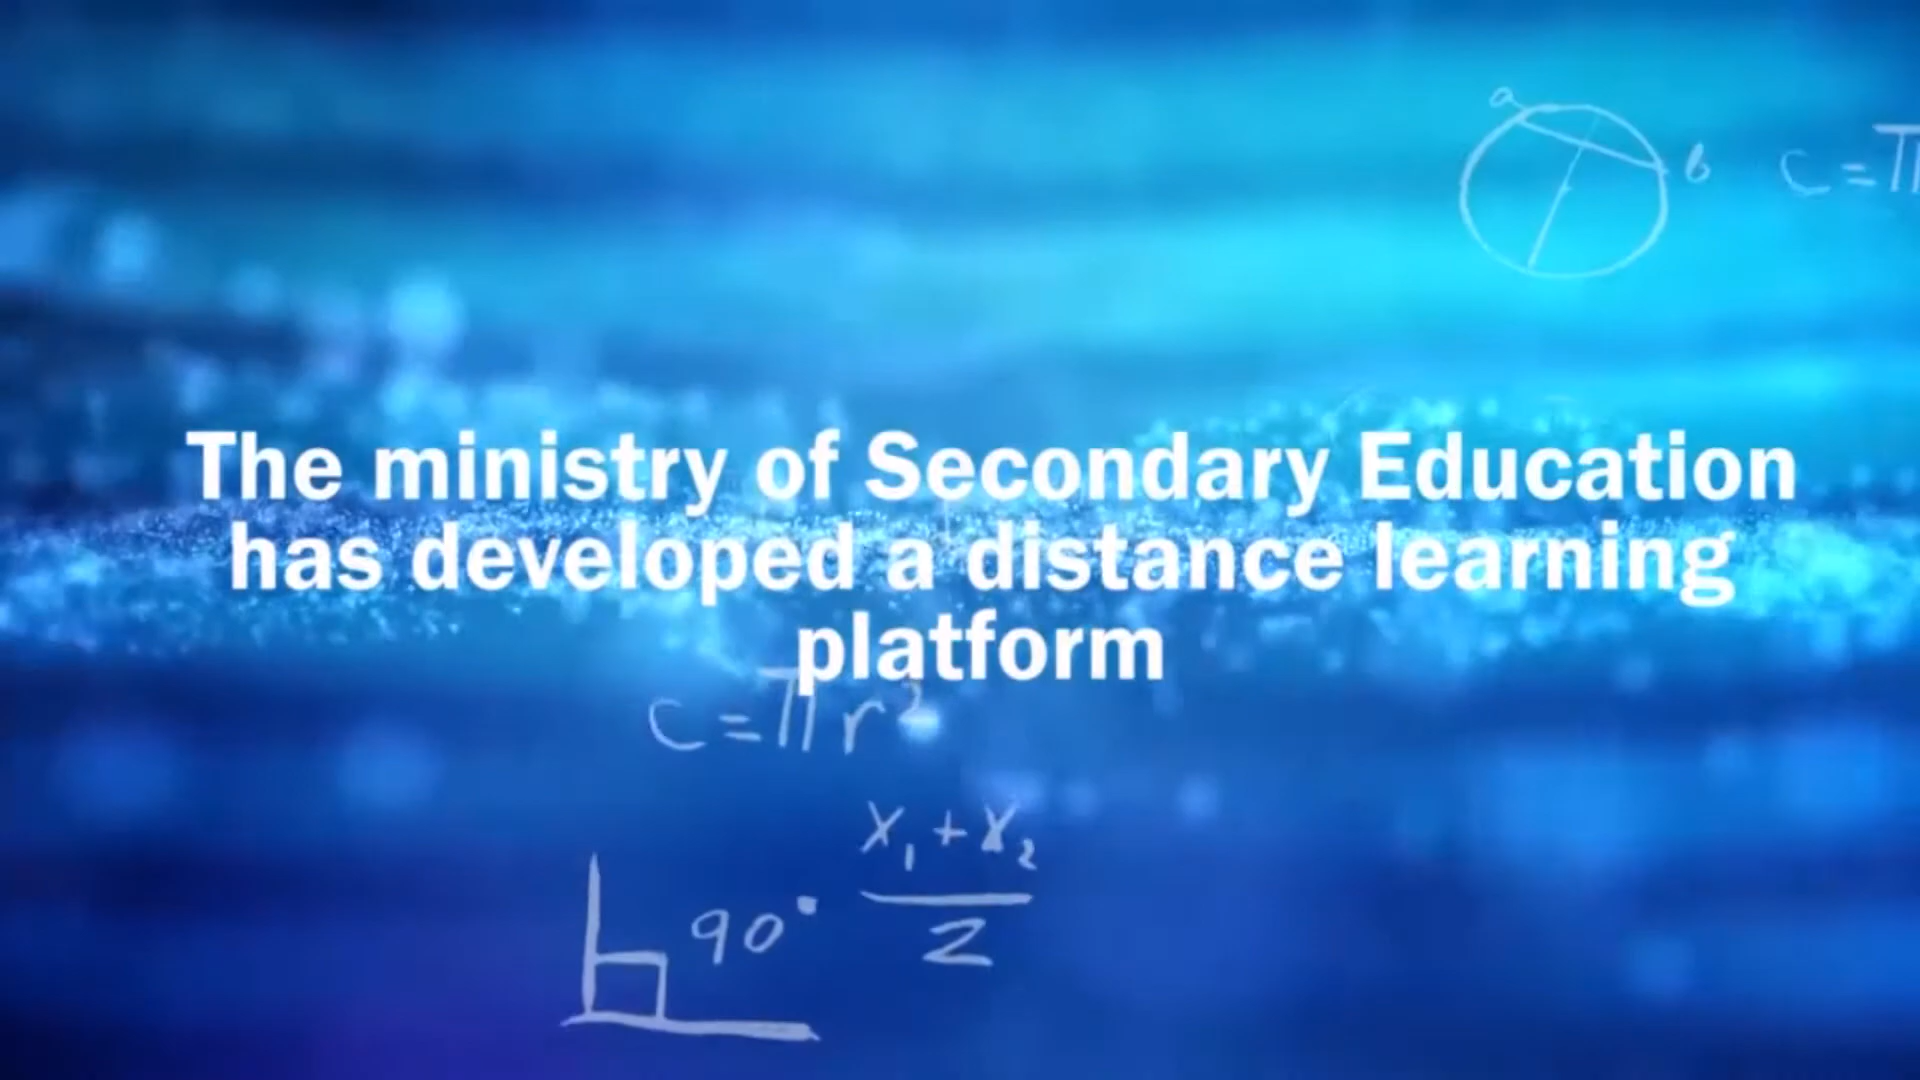 a
b
c=π
The ministry of Secondary Education
has developed a distance learning
platform
c=πr²
x₁+x₂
90°
2